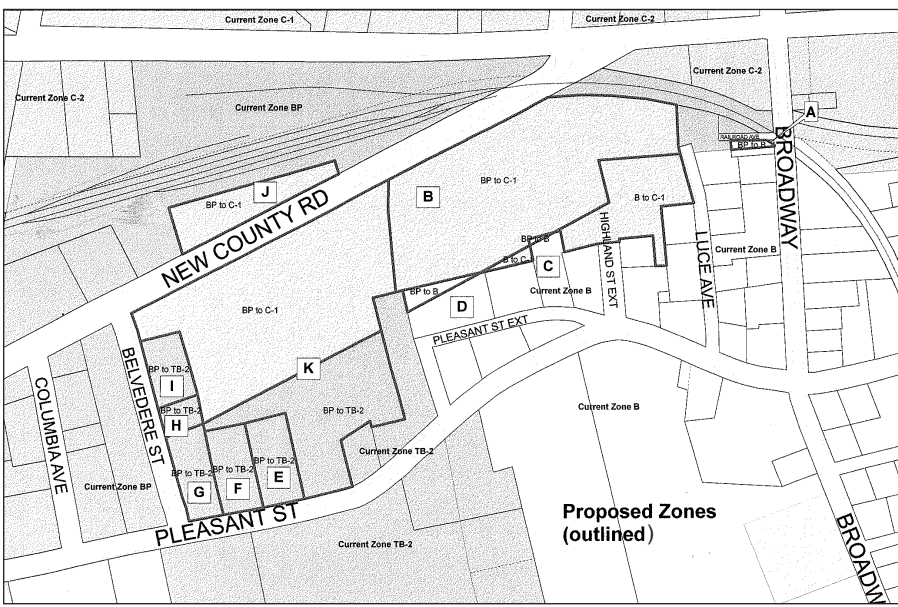 Current Zone C-1
Current Zone C-2
Current Zone C-2
Current Zone C-2
Current Zone BP
A
RAILROAD AVE
BP to B
BROADWAY
J
BP to C-1
NEW COUNTY RD
B
BP to C-1
B to C-1
HIGHLAND ST EXT
LUCE AVE
Current Zone B
BP to B
B to C-1
C
BP to B
D
Current Zone B
PLEASANT ST EXT
BP to C-1
K
BELVEDERE ST
BP to TB-2
I
BP to TB-2
H
COLUMBIA AVE
BP to TB-2
Current Zone B
Current Zone TB-2
BP to TB-2
G
BP to TB-2
F
BP to TB-2
E
Current Zone BP
PLEASANT ST
Current Zone TB-2
Proposed Zones
(outlined)
BROADW